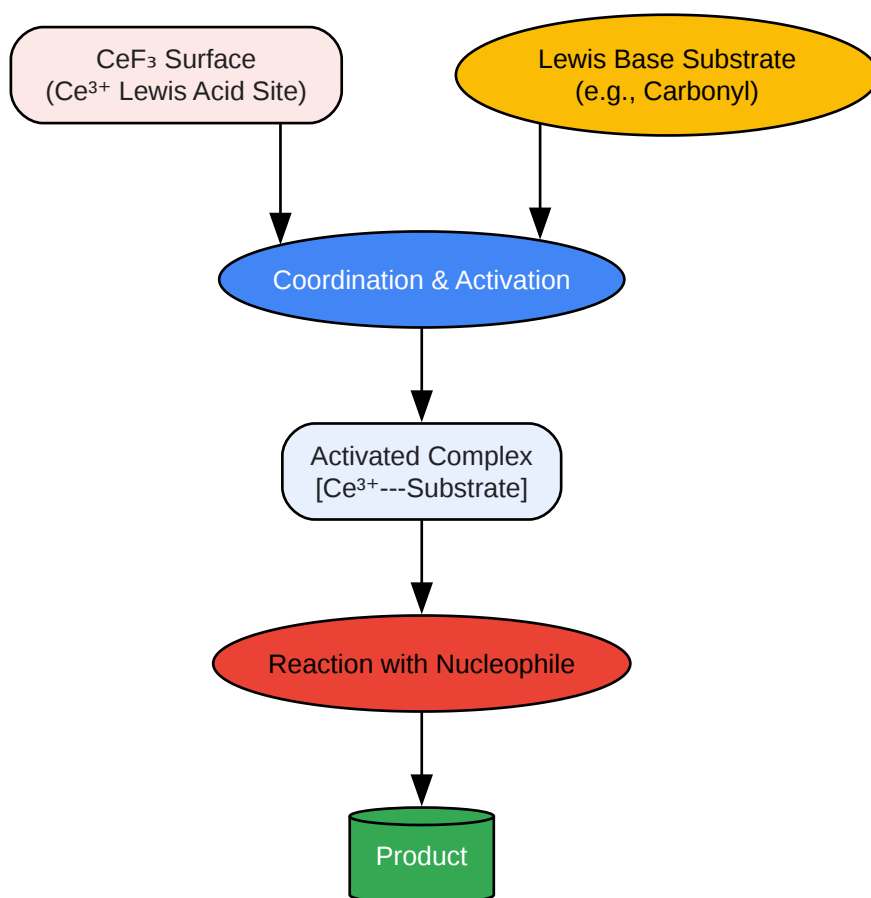 CeF₃ Surface
(Ce³⁺ Lewis Acid Site)
Lewis Base Substrate
(e.g., Carbonyl)
Coordination & Activation
Activated Complex
[Ce³⁺---Substrate]
Reaction with Nucleophile
Product